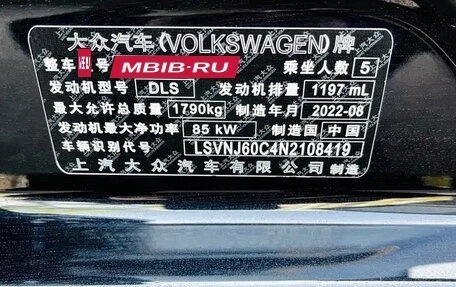 大众汽车(VOLKSWAGEN)牌
整车 号 MBIB-RU 乘坐人数 5
发动机型号 DLS 发动机排量 1197 mL
最大允许总质量 1790kg 制造年月 2022-08
发动机最大净功率 85 kW 制造国 中国
车辆识别代号 LSVNJ60C4N2108419
上汽大众汽车有限公司制造